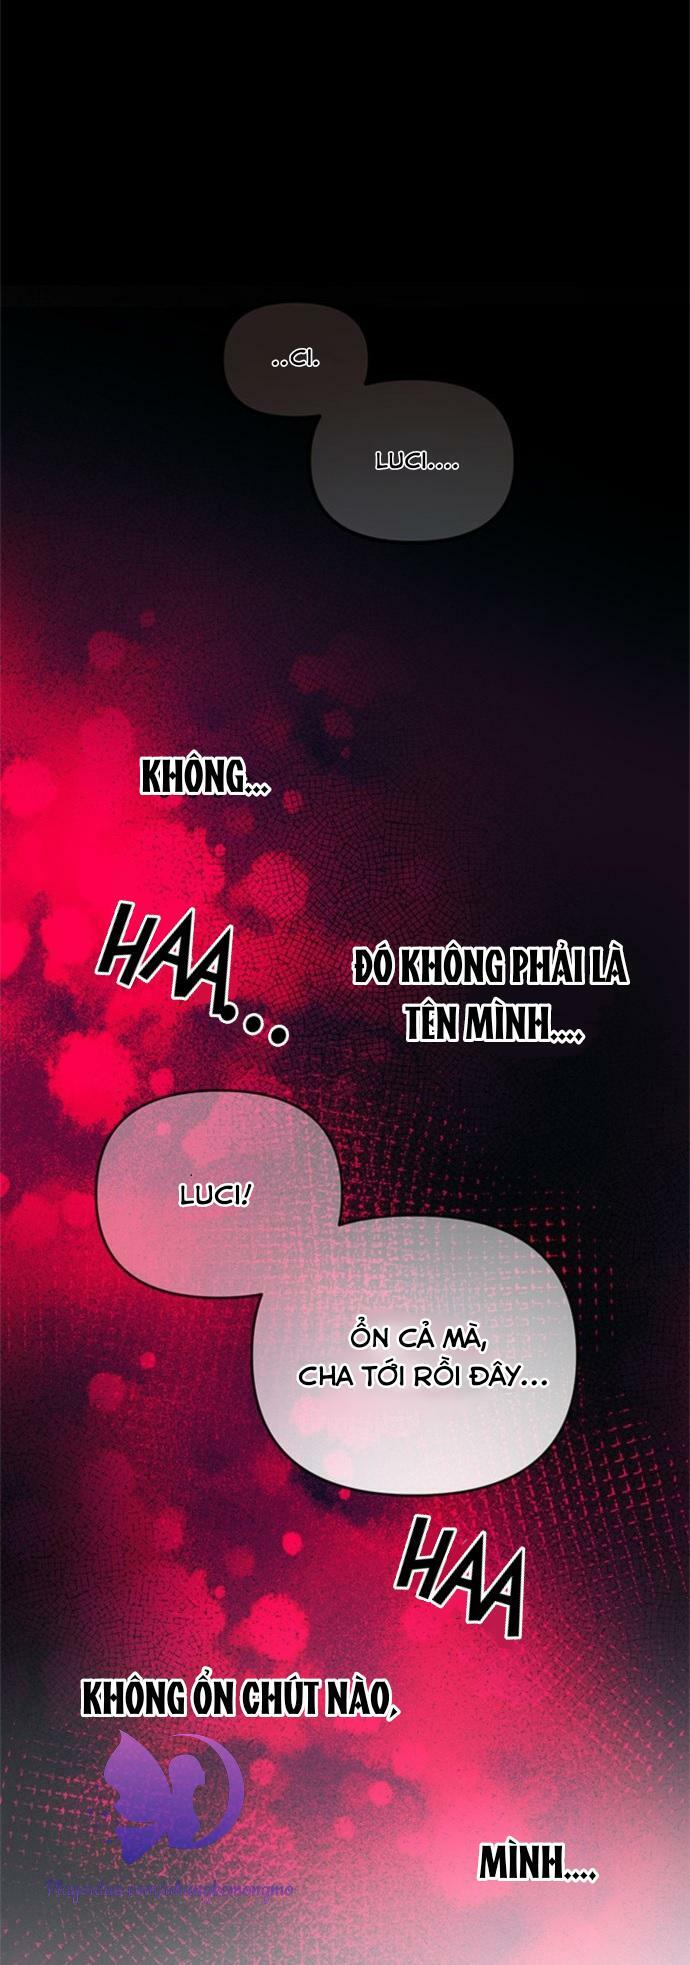 ..CI.
LUCI....
KHÔNG...
HAA...
ĐÓ KHÔNG PHẢI LÀ
TÊN MÌNH....
LUCI!
ỔN CẢ MÀ,
CHA TỚI RỒI ĐÂY...
HAA
KHÔNG ỔN CHÚT NÀO,
MÌNH....